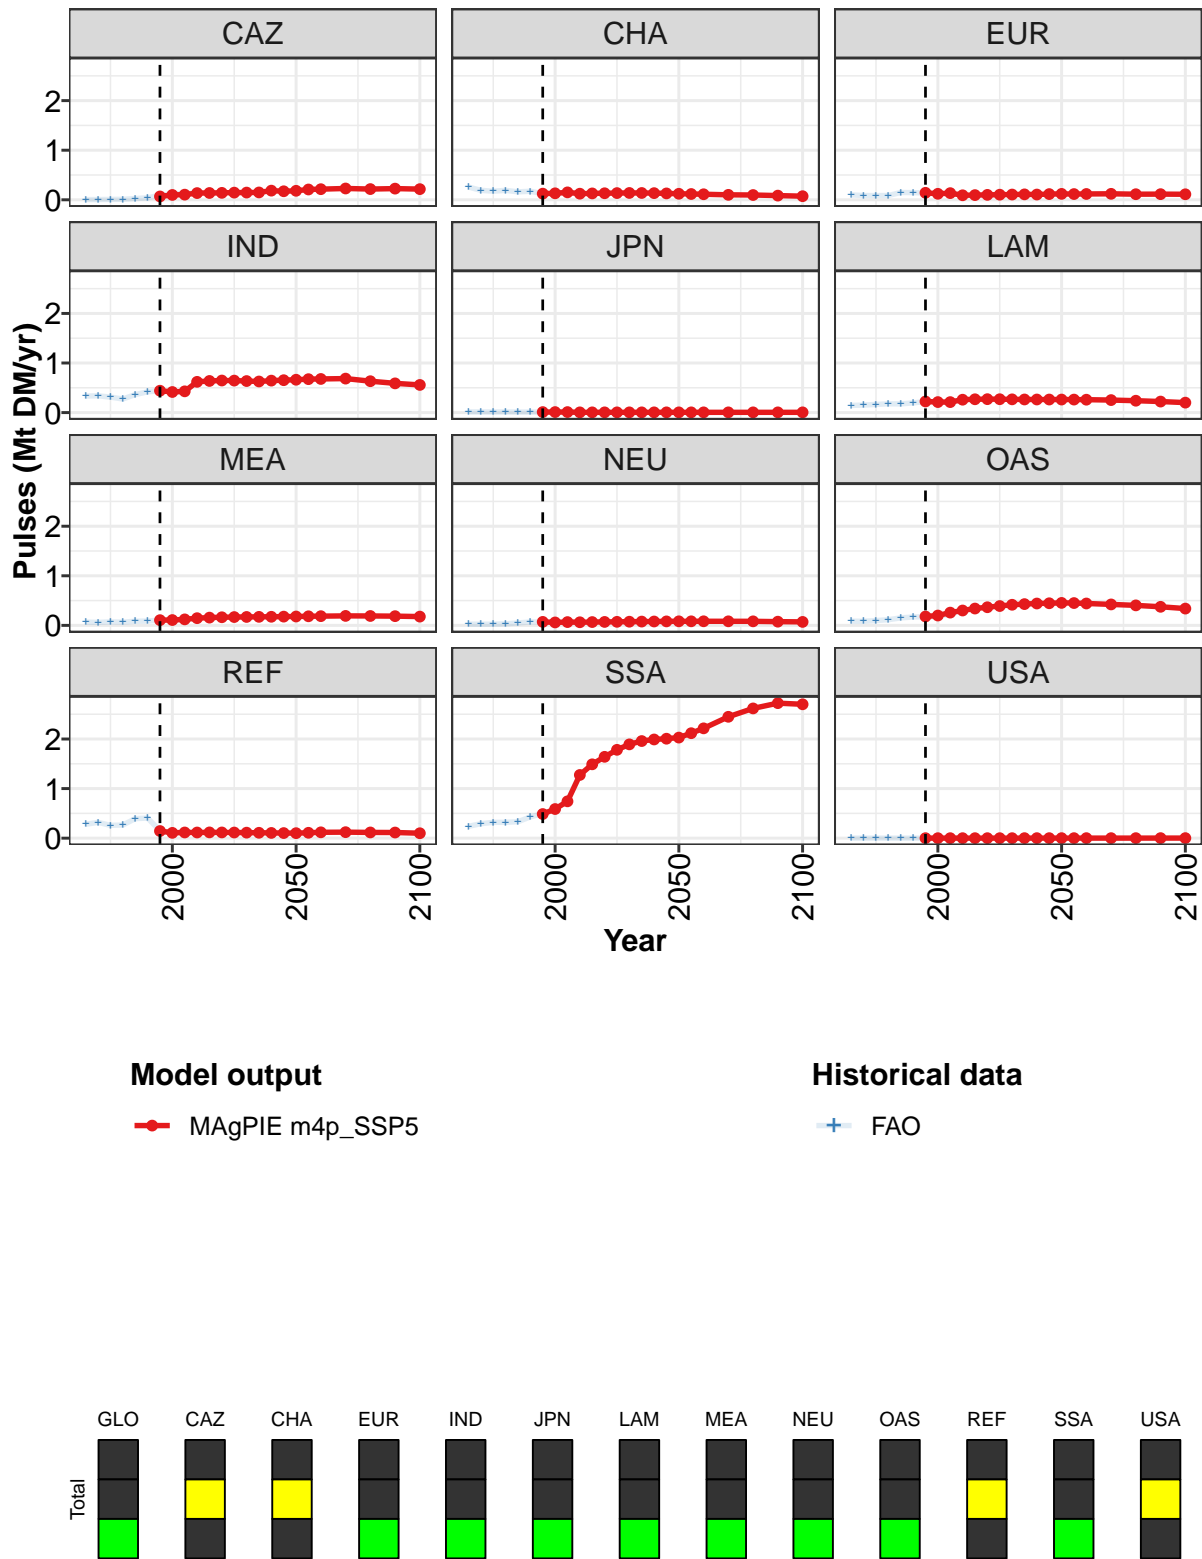 CAZ CHA EUR
2
1
0
IND JPN LAM
2
1
0
MEA NEU OAS
2
1
0
REF SSA USA
2
1
0
Pulses (Mt DM/yr)
2000 2050 2100 2000 2050 2100 2000 2050 2100
Year
Model output Historical data
MAgPIE m4p_SSP5 FAO
GLO CAZ CHA EUR IND JPN LAM MEA NEU OAS REF SSA USA
Total